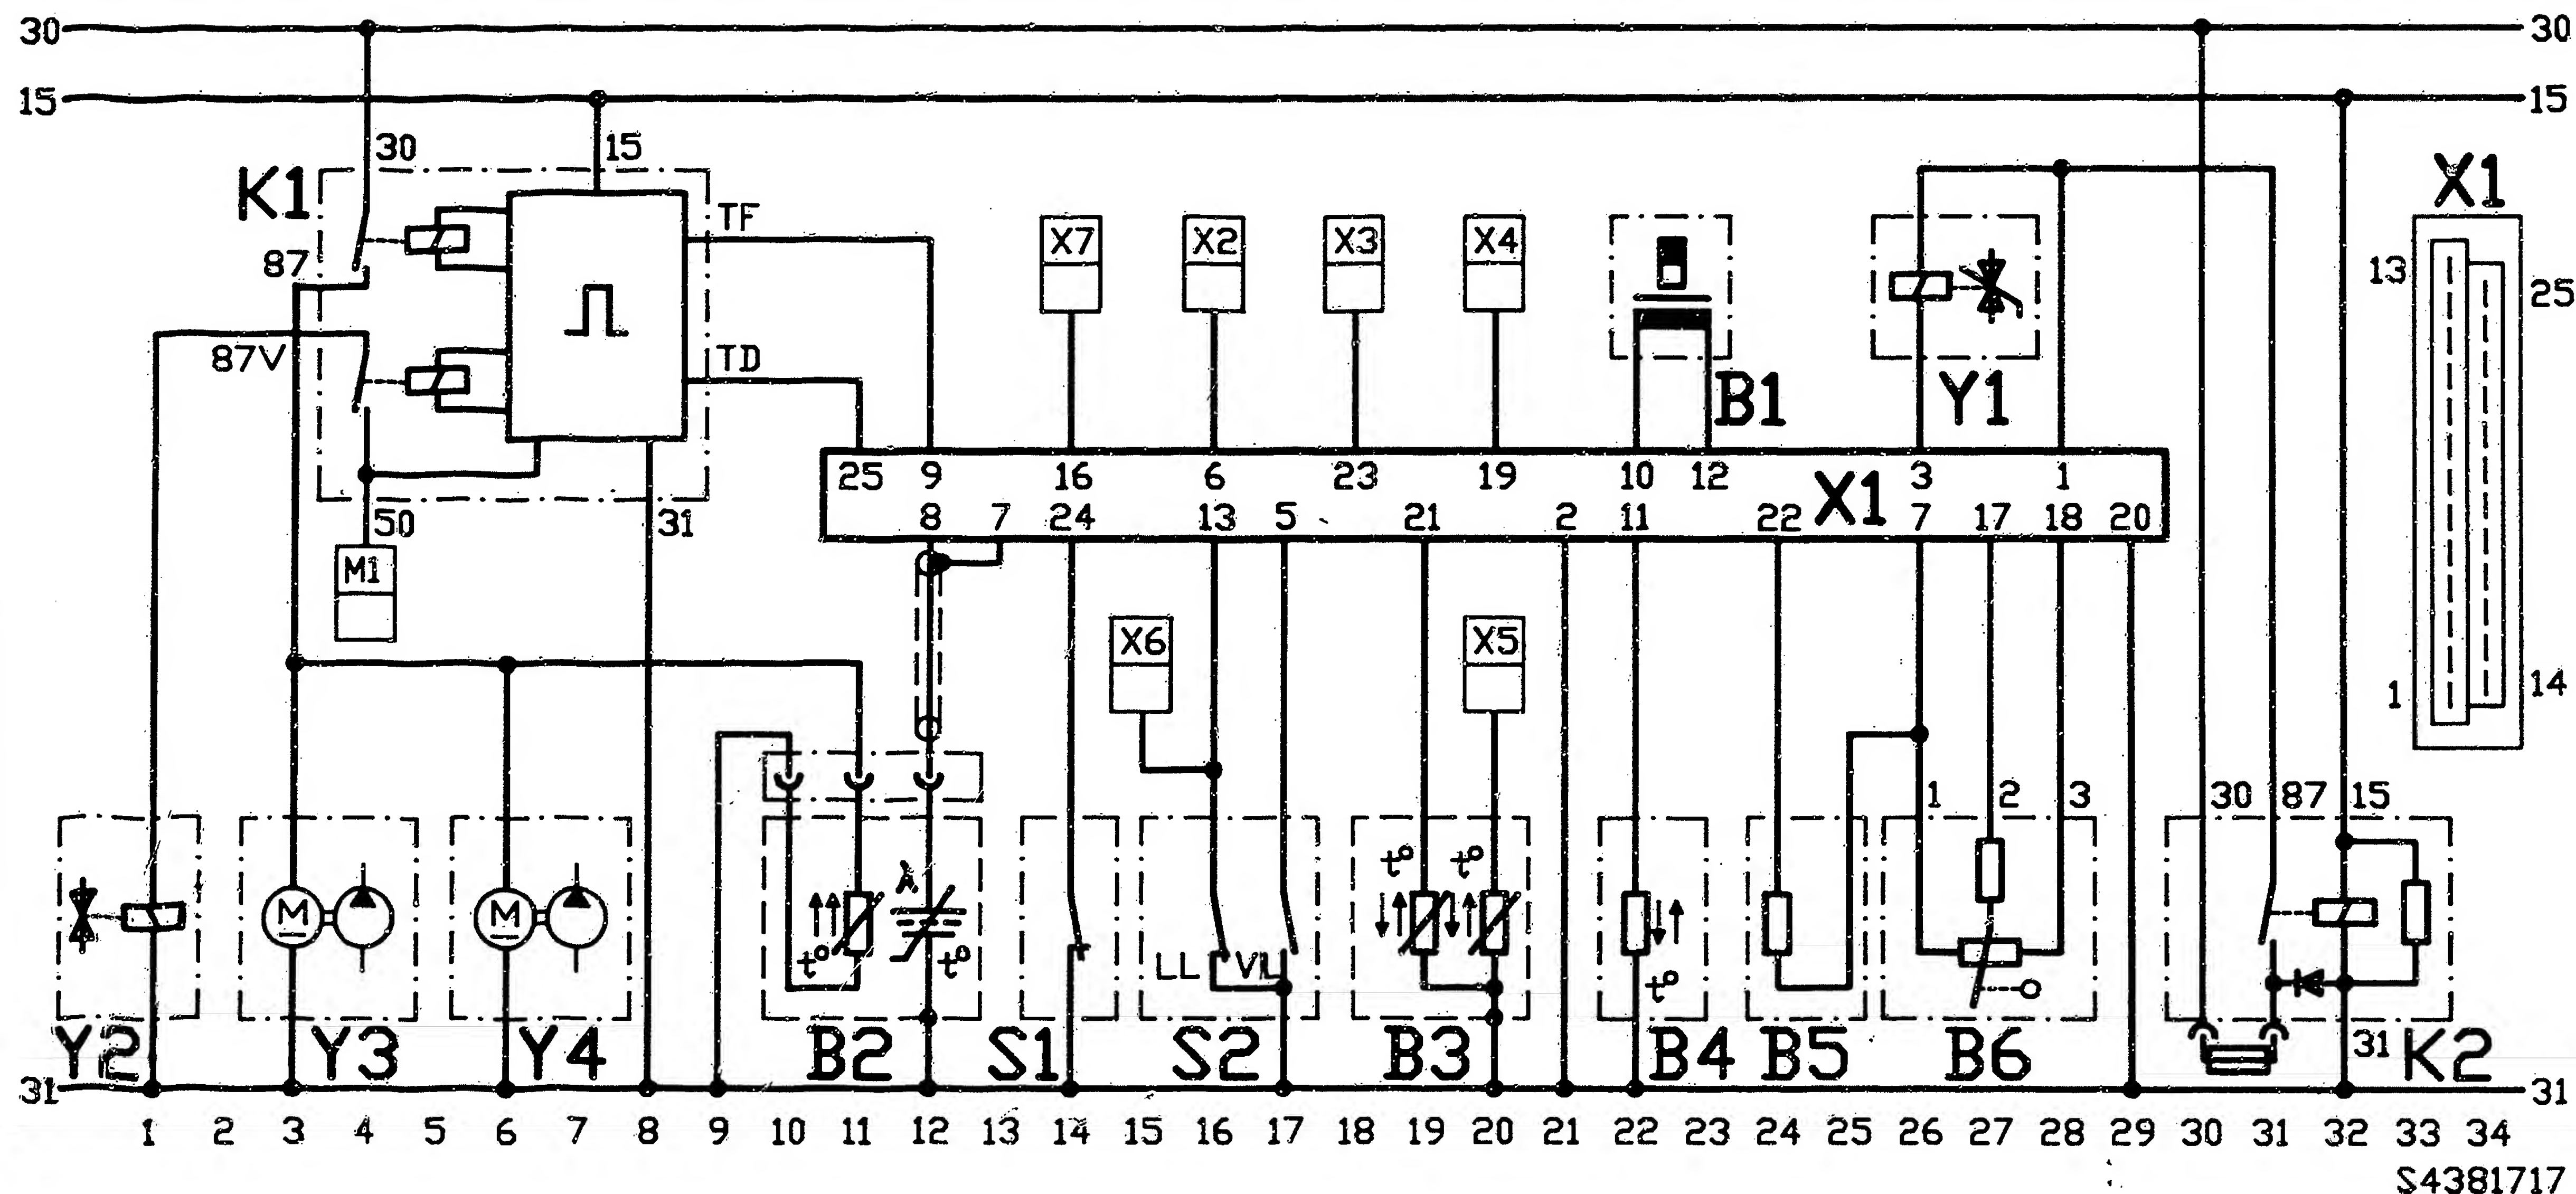 30 30
15 15
30 15
K1 X1
TF
X7 X2 X3 X4
87
13 25
87V TD
B1 Y1
25 9 16 6 23 19 10 12 3 1
X1
50 31
8 7 24 13 5 21 2 11 22 7 17 18 20
M1
X6 X5
1 14
1 2 3 30 87 15
t° t°
λ
M M
t° t° LL VL t°
Y2 Y3 Y4 B2 S1 S2 B3 B4 B5 B6 31 K2
31 31
1 2 3 4 5 6 7 8 9 10 11 12 13 14 15 16 17 18 19 20 21 22 23 24 25 26 27 28 29 30 31 32 33 34
S4381717